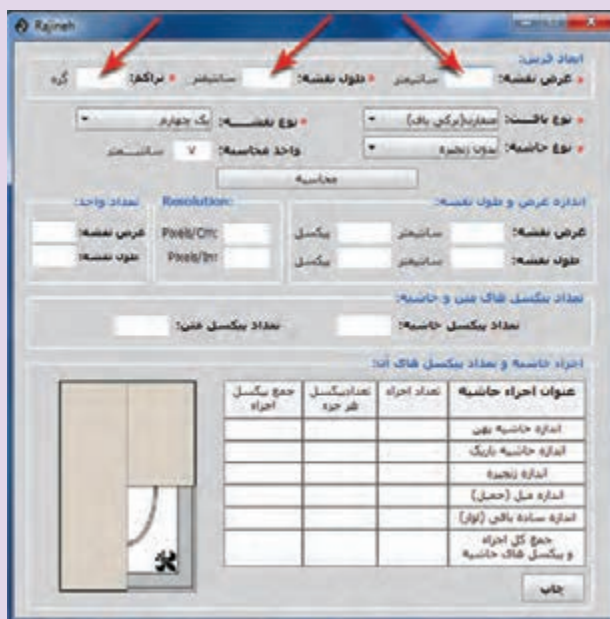 Rajineh
ابعاد فرش:
* عرض نقشه: سانتیمتر * طول نقشه: سانتیمتر * تراکم: گره
* نوع بافت: متقارن(ترکی باف) * نوع نقشـــه: یک چهارم
* نوع حاشیه: بدون زنجیره واحد محاسبه: ۷ سانتیــمتر
محاسبه
اندازه عرض و طول نقشه: Resolution: تعداد واحد:
عرض نقشه: سانتیمتر پیکسل Pixels/Cm: عرض نقشه:
طول نقشه: سانتیمتر پیکسل Pixels/In: طول نقشه:
تعداد پیکسل های متن و حاشیه:
تعداد پیکسل حاشیه: تعداد پیکسل متن:
اجزاء حاشیه و تعداد پیکسل های آن:
عنوان اجزاء حاشیه تعداد اجزاء تعدادپیکسل هر جزء جمع پیکسل اجزاء
اندازه حاشیه پهن
اندازه حاشیه باریک
اندازه زنجیره
اندازه میل (حمیل)
اندازه ساده بافی (لوار)
جمع کل اجزاء
و پیکسل های حاشیه
چاپ